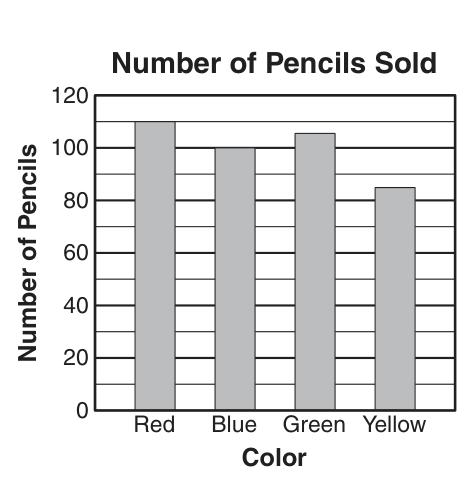 Number of Pencils Sold
Number of Pencils
120
100
80
60
40
20
0
Red Blue Green Yellow
Color